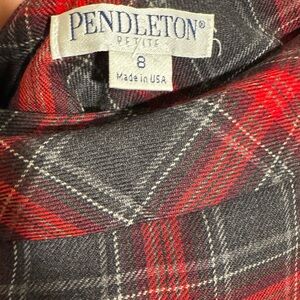 PENDLETON®
PETITE
8
Made in USA